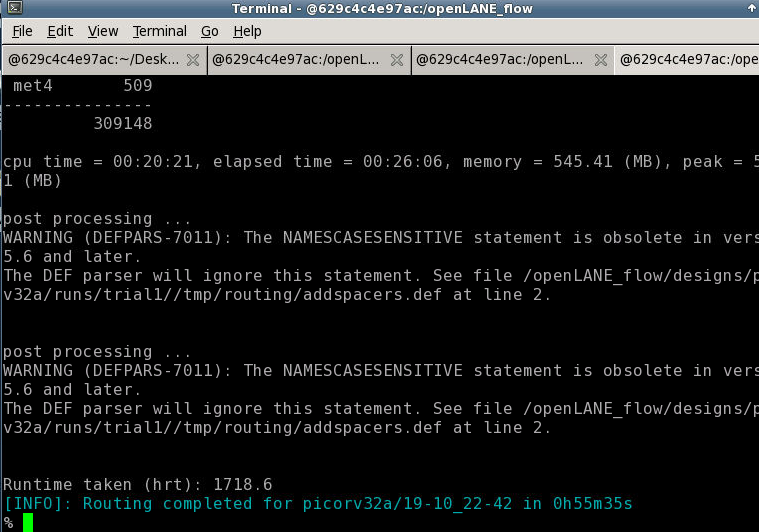 Terminal - @629c4c4e97ac:/openLANE_flow
File Edit View Terminal Go Help
@629c4c4e97ac:~/Desk... @629c4c4e97ac:/openL... @629c4c4e97ac:/openL... @629c4c4e97ac:/ope
met4 509
---------------
309148
cpu time = 00:20:21, elapsed time = 00:26:06, memory = 545.41 (MB), peak = 5
1 (MB)
post processing ...
WARNING (DEFPARS-7011): The NAMESCASESENSITIVE statement is obsolete in vers
5.6 and later.
The DEF parser will ignore this statement. See file /openLANE_flow/designs/p
v32a/runs/trial1//tmp/routing/addspacers.def at line 2.
post processing ...
WARNING (DEFPARS-7011): The NAMESCASESENSITIVE statement is obsolete in vers
5.6 and later.
The DEF parser will ignore this statement. See file /openLANE_flow/designs/p
v32a/runs/trial1//tmp/routing/addspacers.def at line 2.
Runtime taken (hrt): 1718.6
[INFO]: Routing completed for picorv32a/19-10_22-42 in 0h55m35s
%